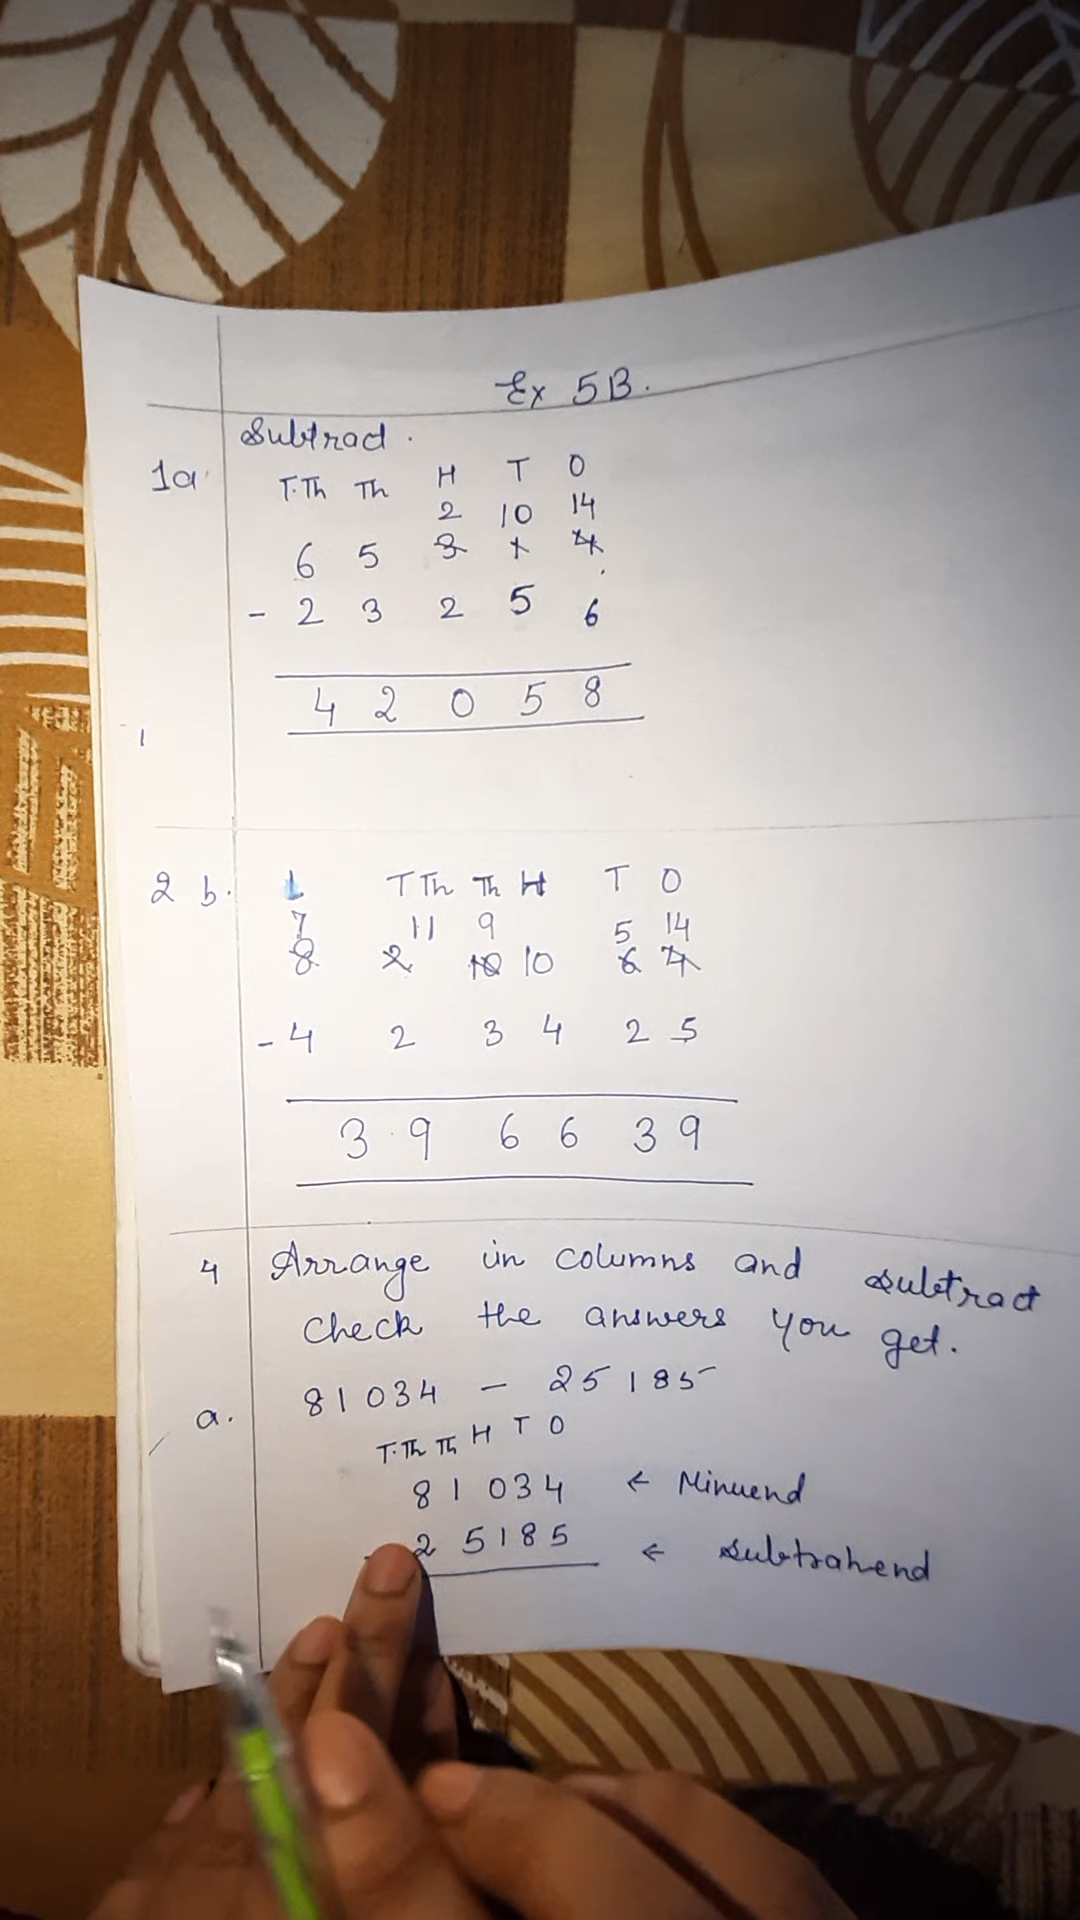 Ex 5B.
Subtract.
1a T.Th Th H T O
2 10 14
6 5 3 1 4
- 2 3 2 5 6
4 2 0 5 8
2 b. L T Th Th H T O
7 11 9 5 14
8 2 10 10 6 4
- 4 2 3 4 2 5
3 9 6 6 3 9
4 Arrange in columns and subtract
Check the answers you get.
a. 81034 - 25185
T.Th Th H T O
81034 ← Minuend
- 25185 ← Subtrahend